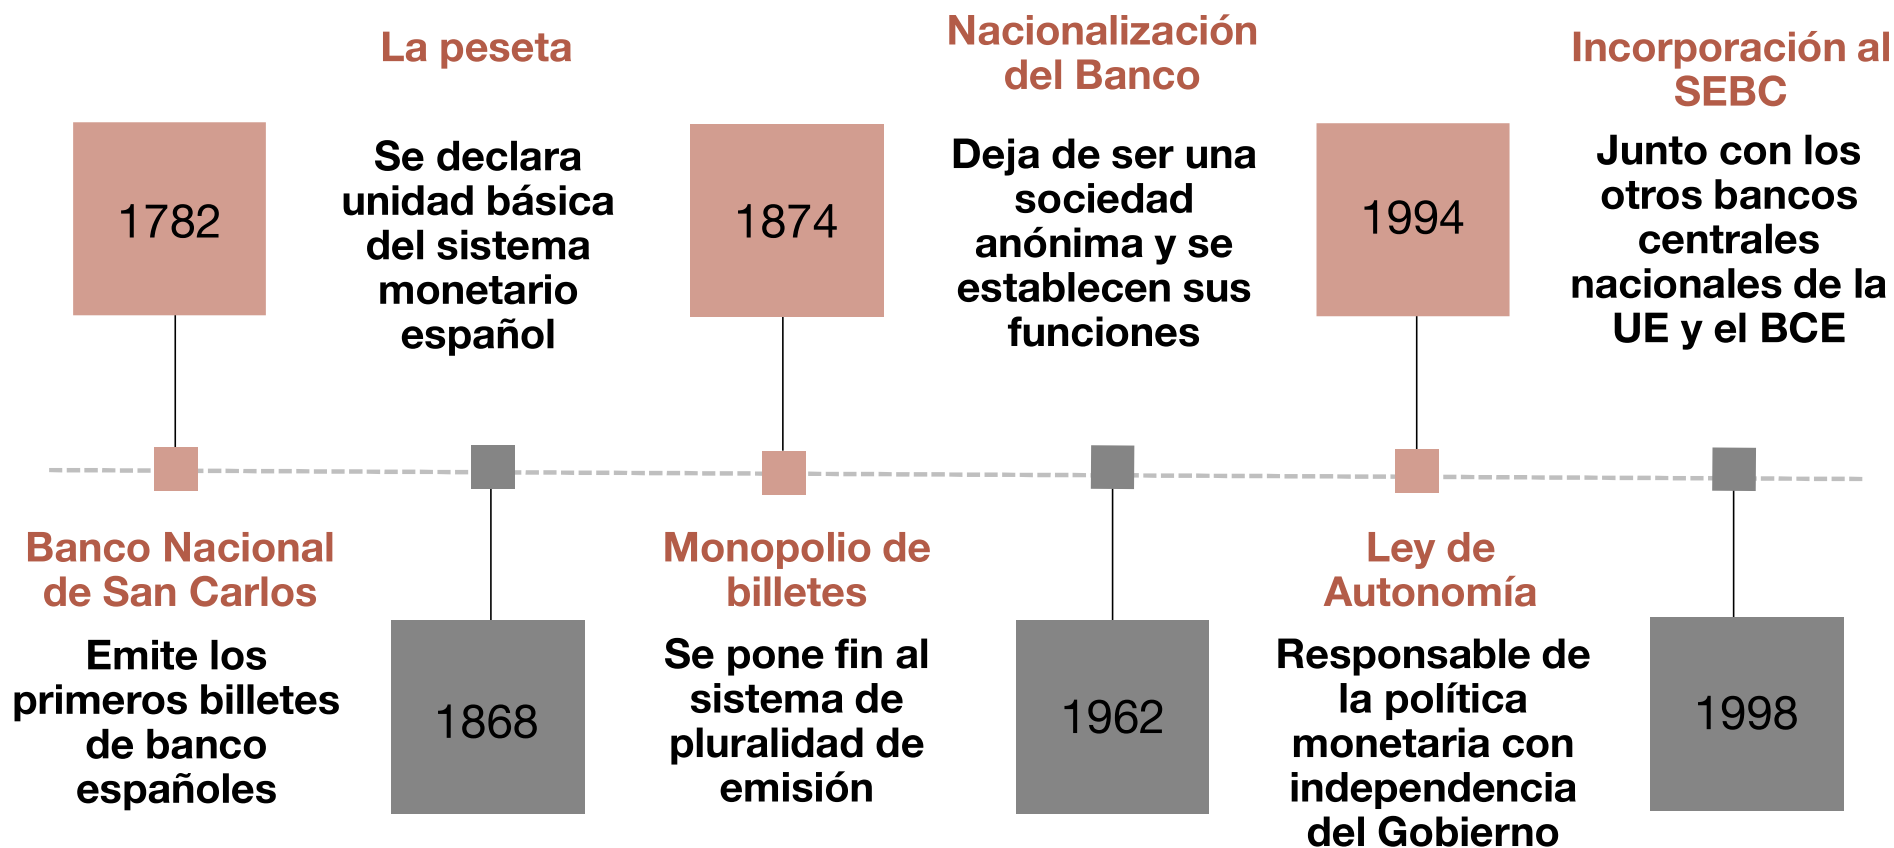 1782
Banco Nacional
de San Carlos
Emite los
primeros billetes
de banco
españoles
La peseta
Se declara
unidad básica
del sistema
monetario
español
1868
1874
Monopolio de
billetes
Se pone fin al
sistema de
pluralidad de
emisión
Nacionalización
del Banco
Deja de ser una
sociedad
anónima y se
establecen sus
funciones
1962
1994
Ley de
Autonomía
Responsable de
la política
monetaria con
independencia
del Gobierno
Incorporación al
SEBC
Junto con los
otros bancos
centrales
nacionales de la
UE y el BCE
1998